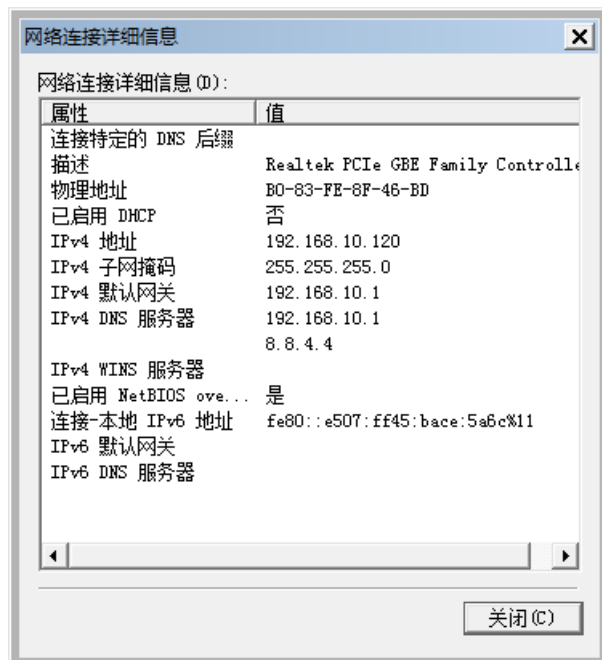 网络连接详细信息
网络连接详细信息(D):
属性 值
连接特定的 DNS 后缀
描述 Realtek PCIe GBE Family Controlle
物理地址 B0-83-FE-8F-46-BD
已启用 DHCP 否
IPv4 地址 192.168.10.120
IPv4 子网掩码 255.255.255.0
IPv4 默认网关 192.168.10.1
IPv4 DNS 服务器 192.168.10.1
8.8.4.4
IPv4 WINS 服务器
已启用 NetBIOS ove... 是
连接-本地 IPv6 地址 fe80::e507:ff45:bace:5a6c%11
IPv6 默认网关
IPv6 DNS 服务器
关闭(C)